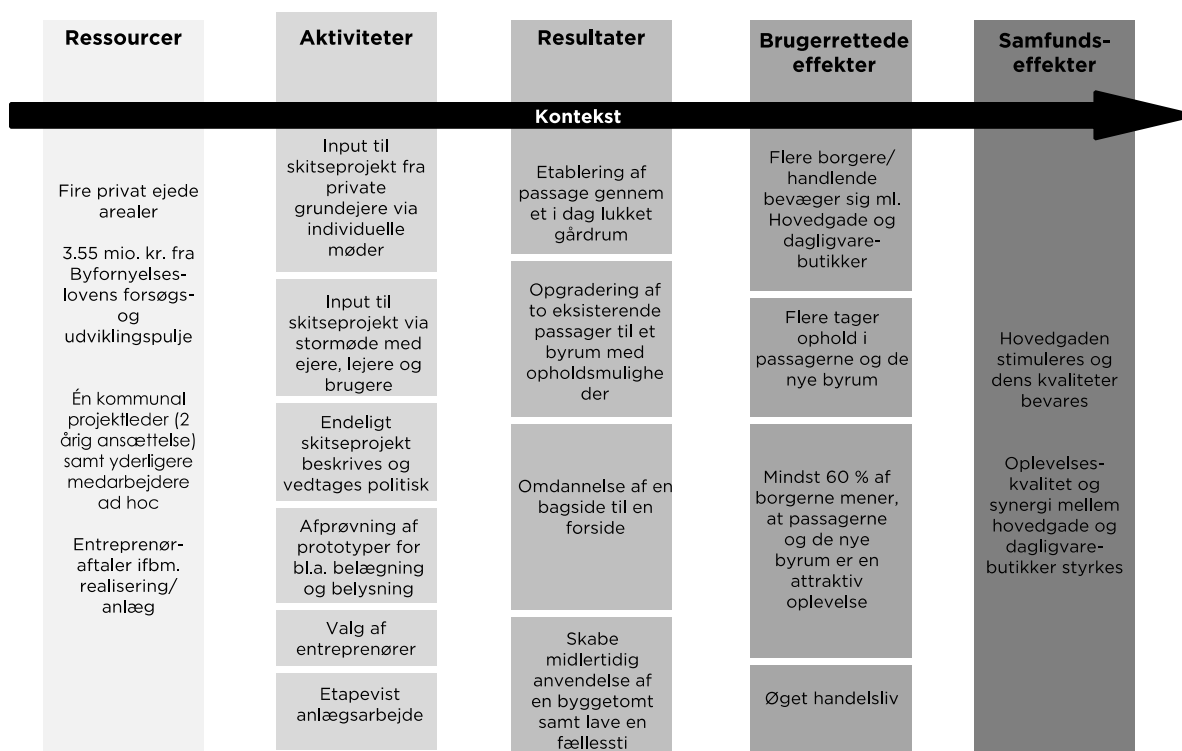 Ressourcer
Aktiviteter
Resultater
Brugerrettede
effekter
Samfunds-
effekter
Kontekst
Fire privat ejede
arealer
3.55 mio. kr. fra
Byfornyelses-
lovens forsøgs-
og
udviklingspulje
Én kommunal
projektleder (2
årig ansættelse)
samt yderligere
medarbejdere
ad hoc
Entreprenør-
aftaler ifbm.
realisering/
anlæg
Input til
skitseprojekt fra
private
grundejere via
individuelle
møder
Input til
skitseprojekt via
stormøde med
ejere, lejere og
brugere
Endeligt
skitseprojekt
beskrives og
vedtages politisk
Afprøvning af
prototyper for
bl.a. belægning
og belysning
Valg af
entreprenører
Etapevist
anlægsarbejde
Etablering af
passage gennem
et i dag lukket
gårdrum
Opgradering af
to eksisterende
passager til et
byrum med
opholdsmulighe
der
Omdannelse af en
bagside til en
forside
Skabe
midlertidig
anvendelse af
en byggetomt
samt lave en
fællessti
Flere borgere/
handlende
bevæger sig ml.
Hovedgade og
dagligvare-
butikker
Flere tager
ophold i
passagerne og de
nye byrum
Mindst 60 % af
borgerne mener,
at passagerne
og de nye
byrum er en
attraktiv
oplevelse
Øget handelsliv
Hovedgaden
stimuleres og
dens kvaliteter
bevares
Oplevelses-
kvalitet og
synergi mellem
hovedgade og
dagligvare-
butikker styrkes